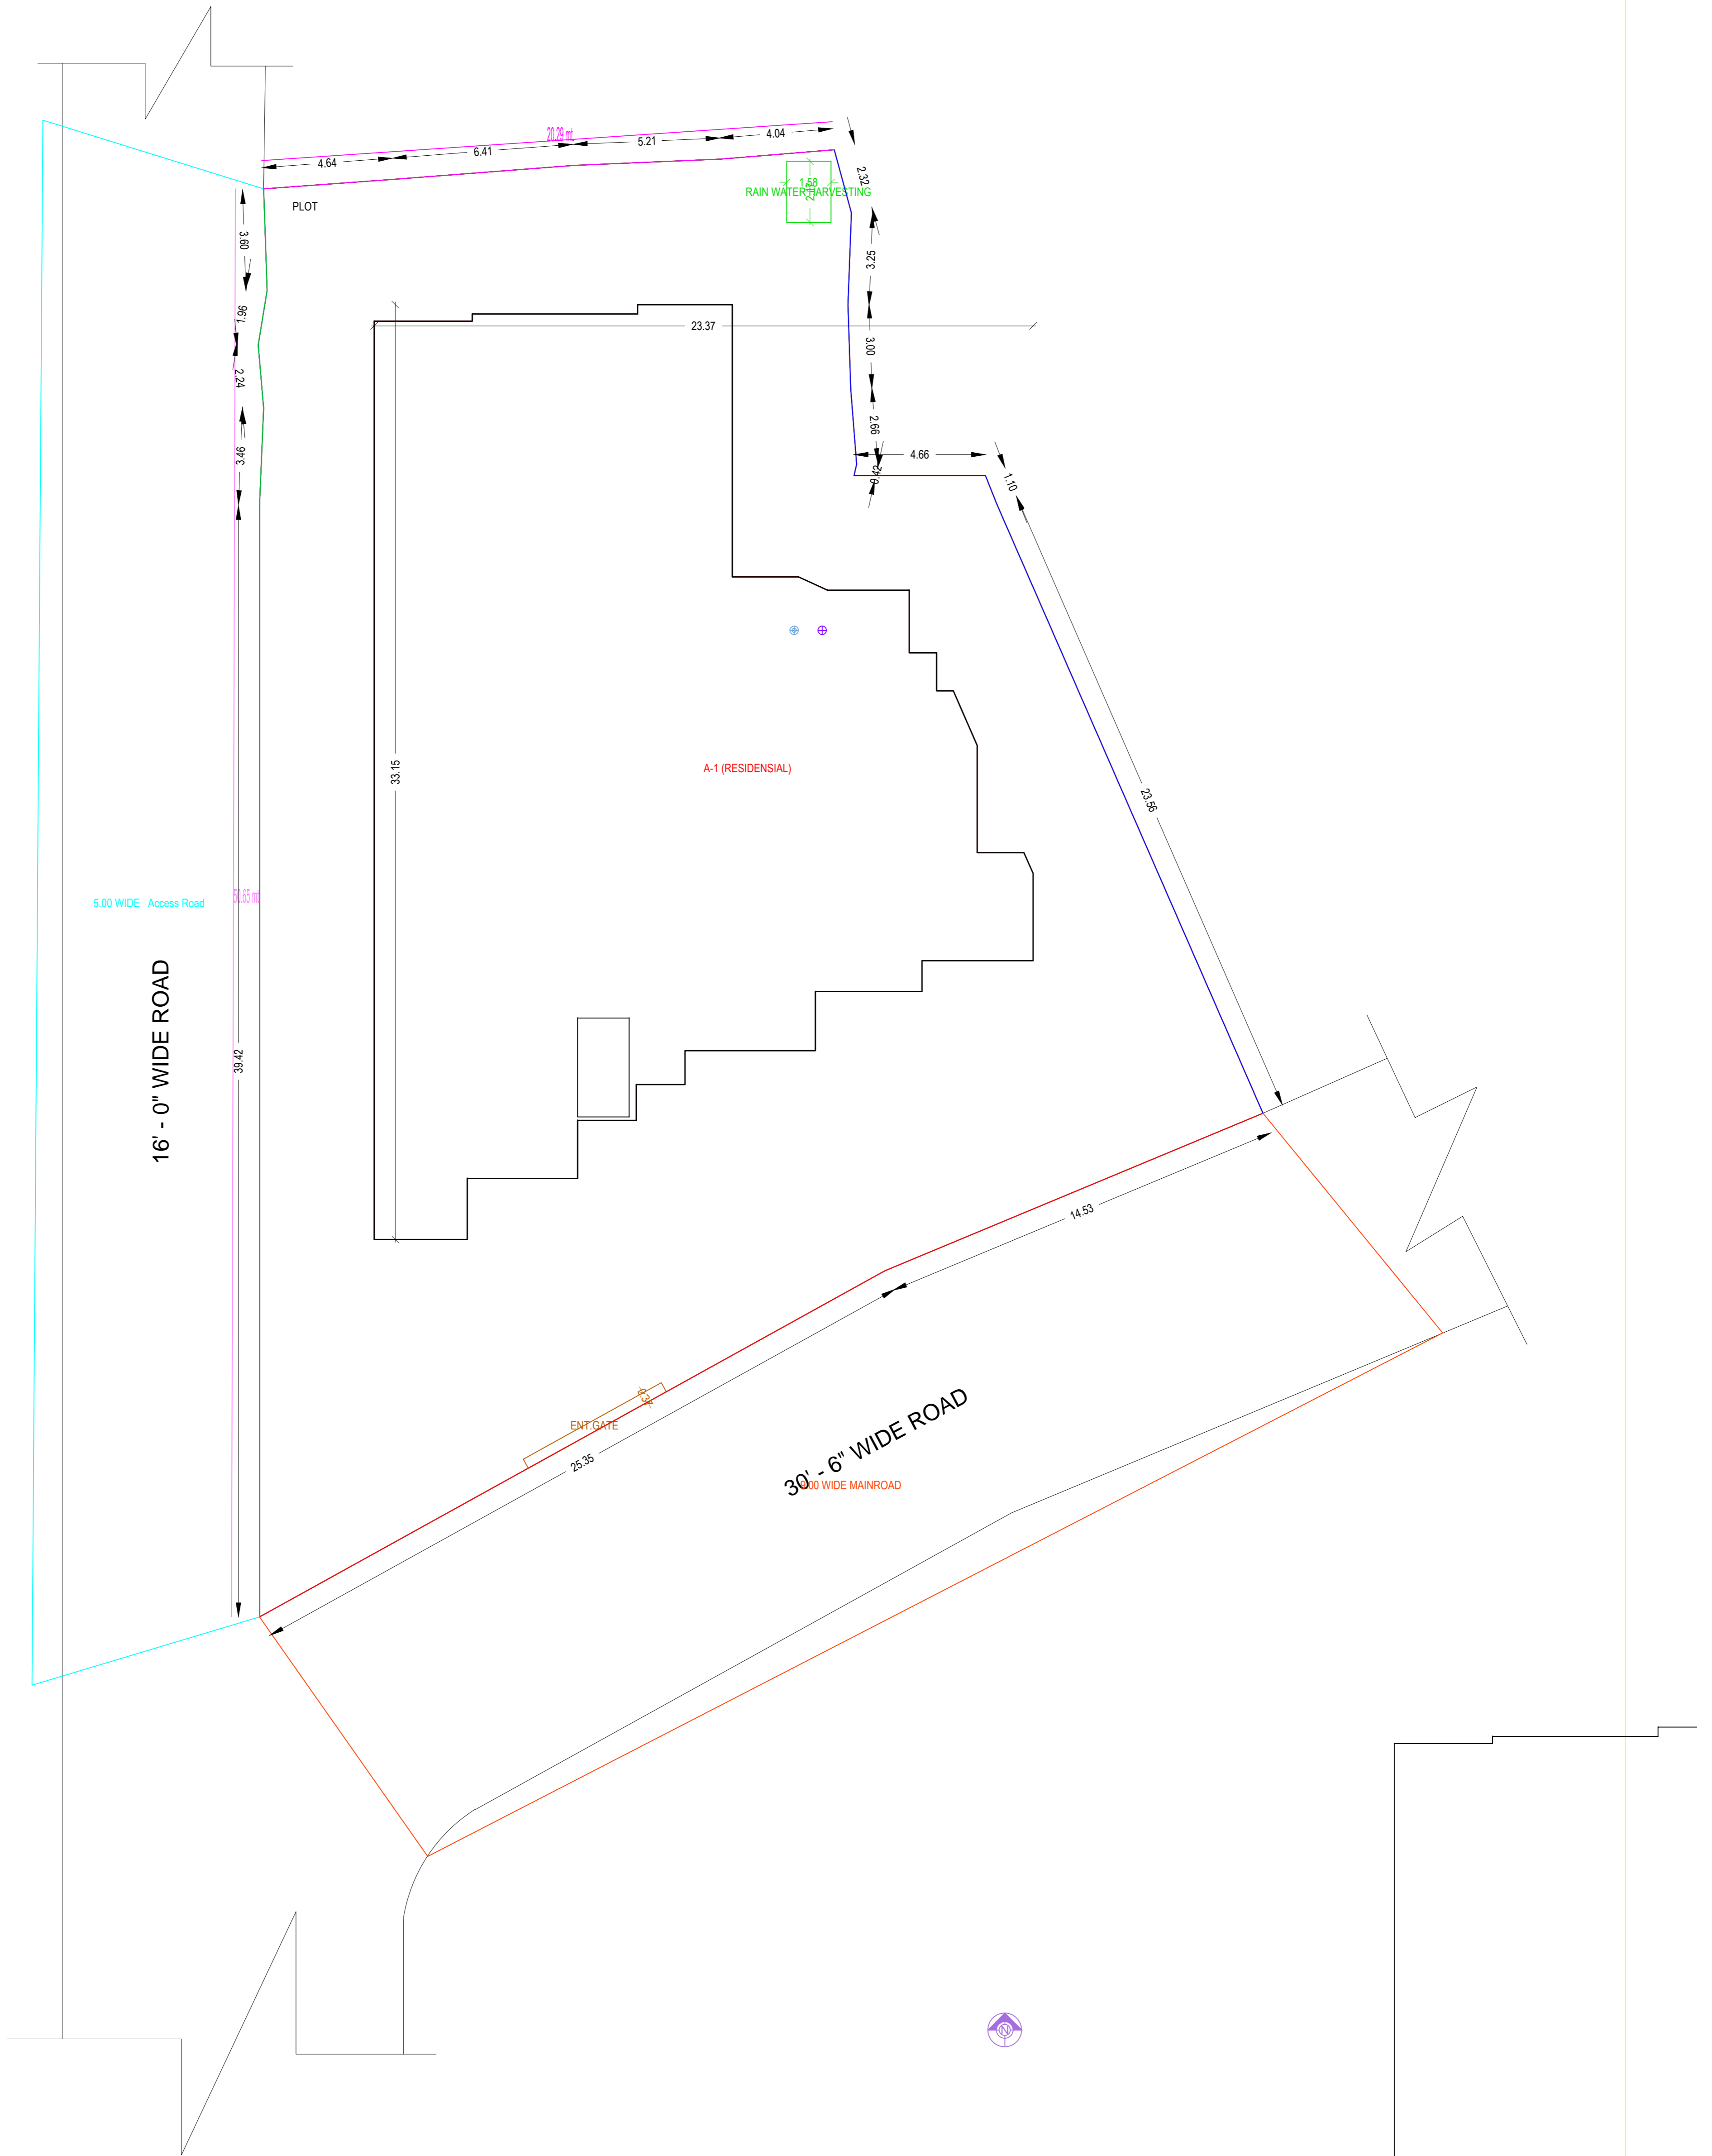 20.29 mt
4.64
6.41
5.21
4.04
2.32
1.58
RAIN WATER HARVESTING
PLOT
3.60
3.25
1.96
23.37
3.00
2.24
2.66
3.46
4.66
0.42
1.10
33.15
A-1 (RESIDENSIAL)
23.56
50.65 mt
5.00 WIDE Access Road
16' - 0" WIDE ROAD
39.42
14.53
ENT.GATE
25.35
30' - 6" WIDE ROAD
WIDE MAINROAD
N